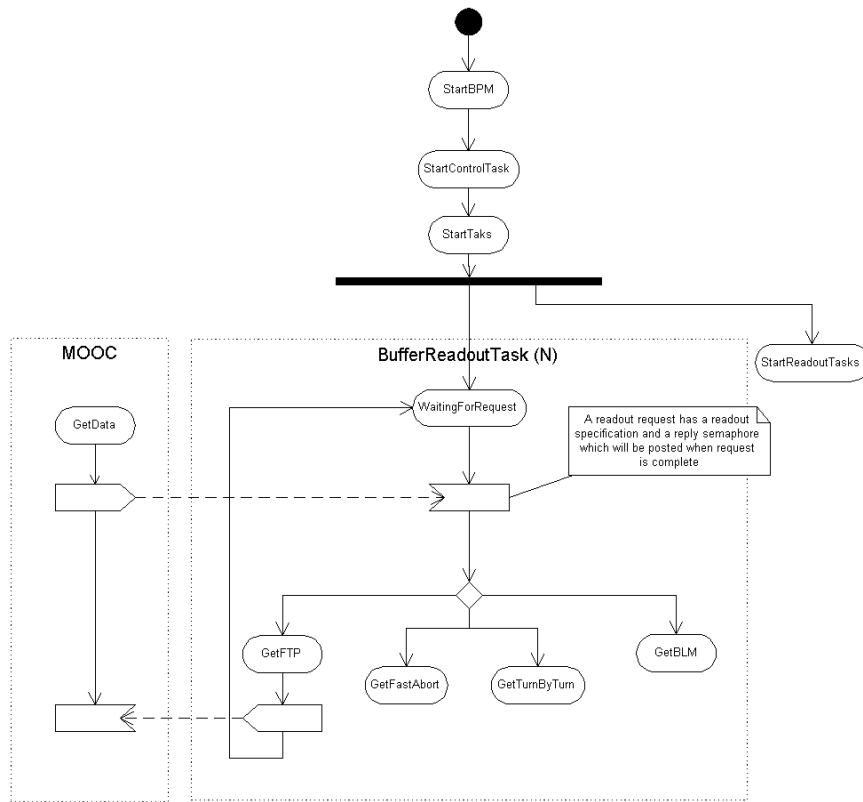 StartBPM
StartControlTask
StartTaks
MOOC
BufferReadoutTask (N)
StartReadoutTasks
WaitingForRequest
GetData
A readout request has a readout
specification and a reply semaphore
which will be posted when request
is complete
GetFTP
GetBLM
GetFastAbort
GetTurnByTurn